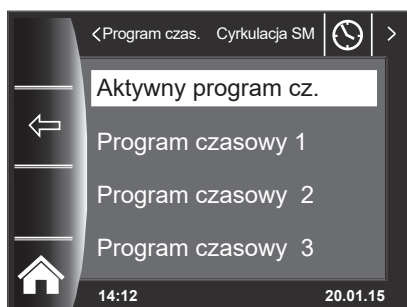 <Program czas. Cyrkulacja SM >
Aktywny program cz.
Program czasowy 1
Program czasowy 2
Program czasowy 3
14:12 20.01.15